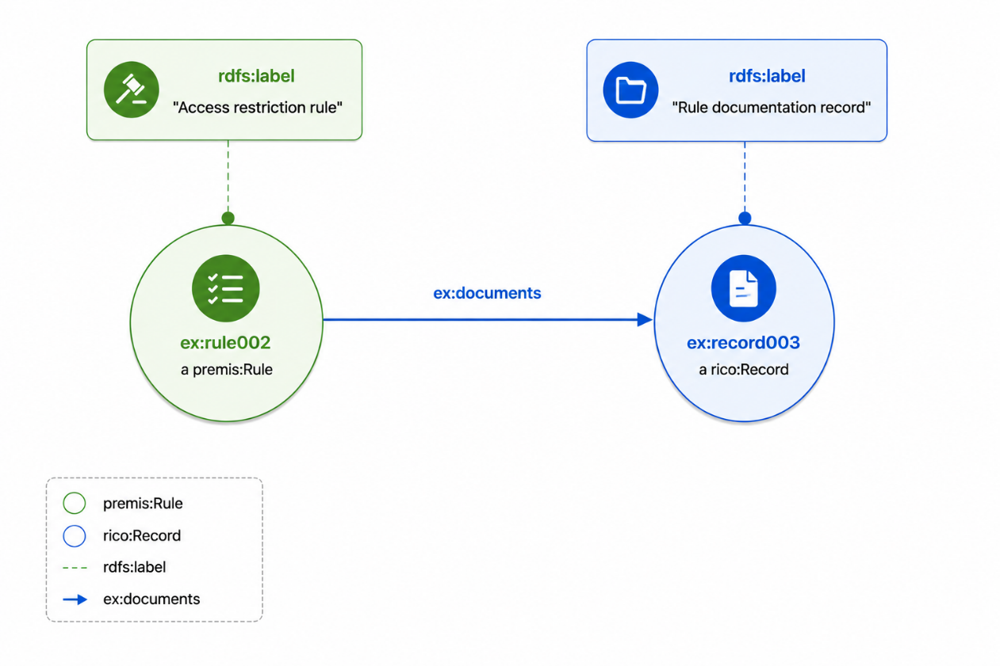 rdfs:label
"Access restriction rule"
rdfs:label
"Rule documentation record"
ex:documents
ex:rule002
a premis:Rule
ex:record003
a rico:Record
premis:Rule
rico:Record
rdfs:label
ex:documents